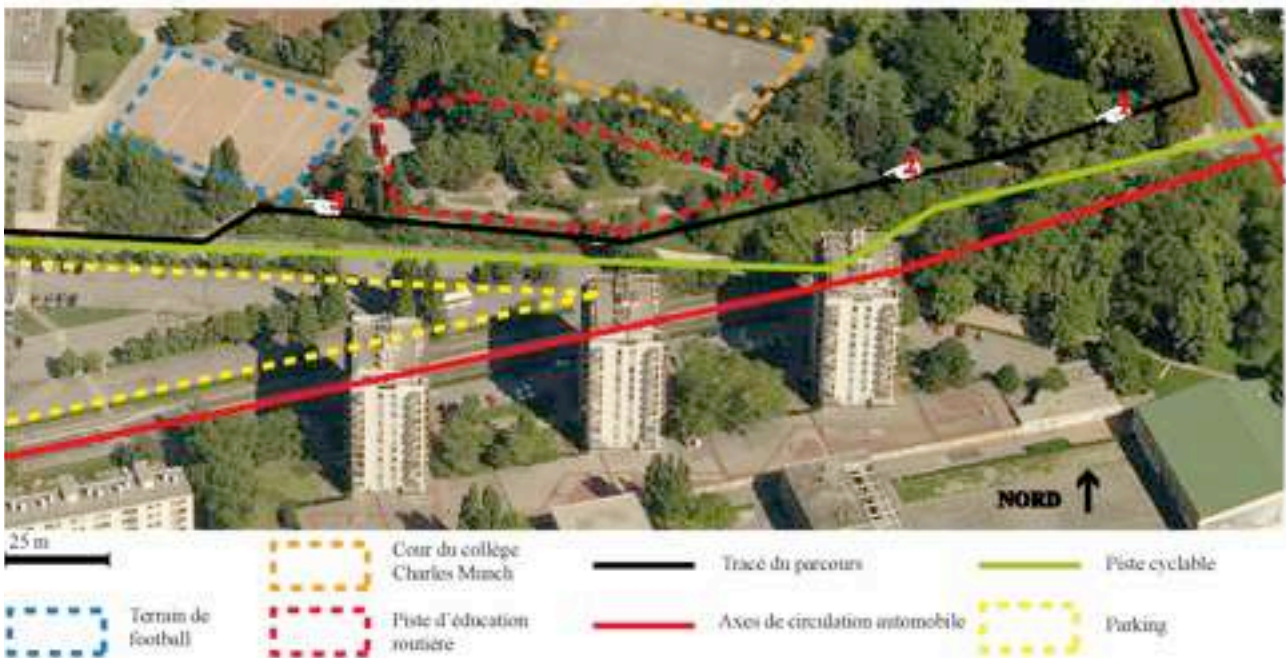 NORD
25 m
Cour du collège
Charles Munch
Tracé du parcours
Piste cyclable
Terrain de
football
Piste d'éducation
routière
Axes de circulation automobile
Parking